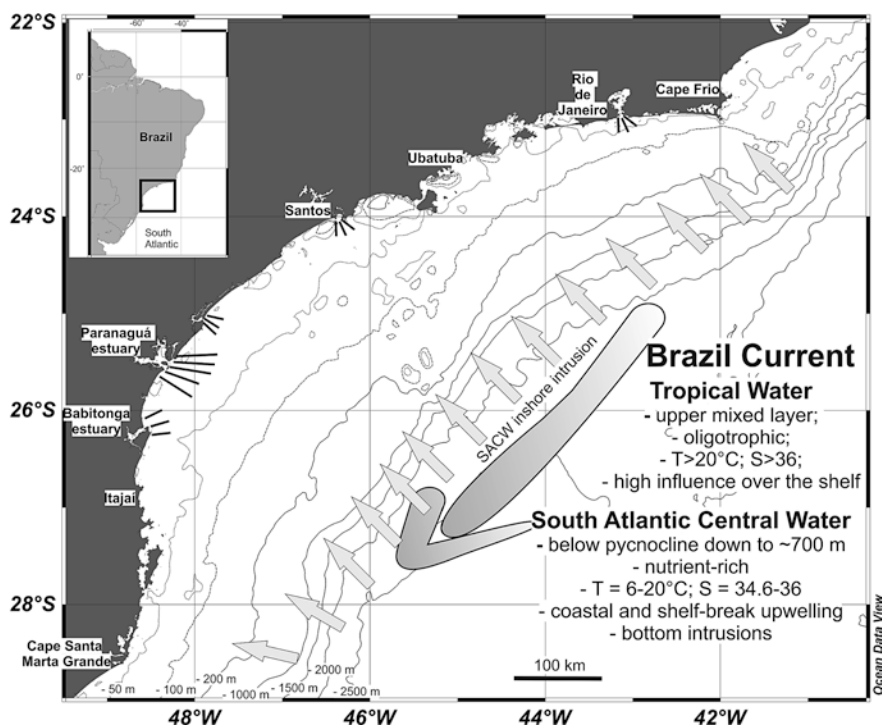 22°S
24°S
26°S
28°S
48°W
46°W
44°W
42°W
-60°
-40°
0°
-20°
Brazil
South
Atlantic
Rio
de
Janeiro
Cape Frio
Ubatuba
Santos
Paranaguá
estuary
Babitonga
estuary
Itajaí
Cape Santa
Marta Grande
SACW inshore intrusion
Brazil Current
Tropical Water
- upper mixed layer;
- oligotrophic;
- T>20°C; S>36;
- high influence over the shelf
South Atlantic Central Water
- below pycnocline down to ~700 m
- nutrient-rich
- T = 6-20°C; S = 34.6-36
- coastal and shelf-break upwelling
- bottom intrusions
100 km
- 50 m
- 100 m
- 200 m
- 1000 m
- 1500 m
- 2000 m
- 2500 m
Ocean Data View